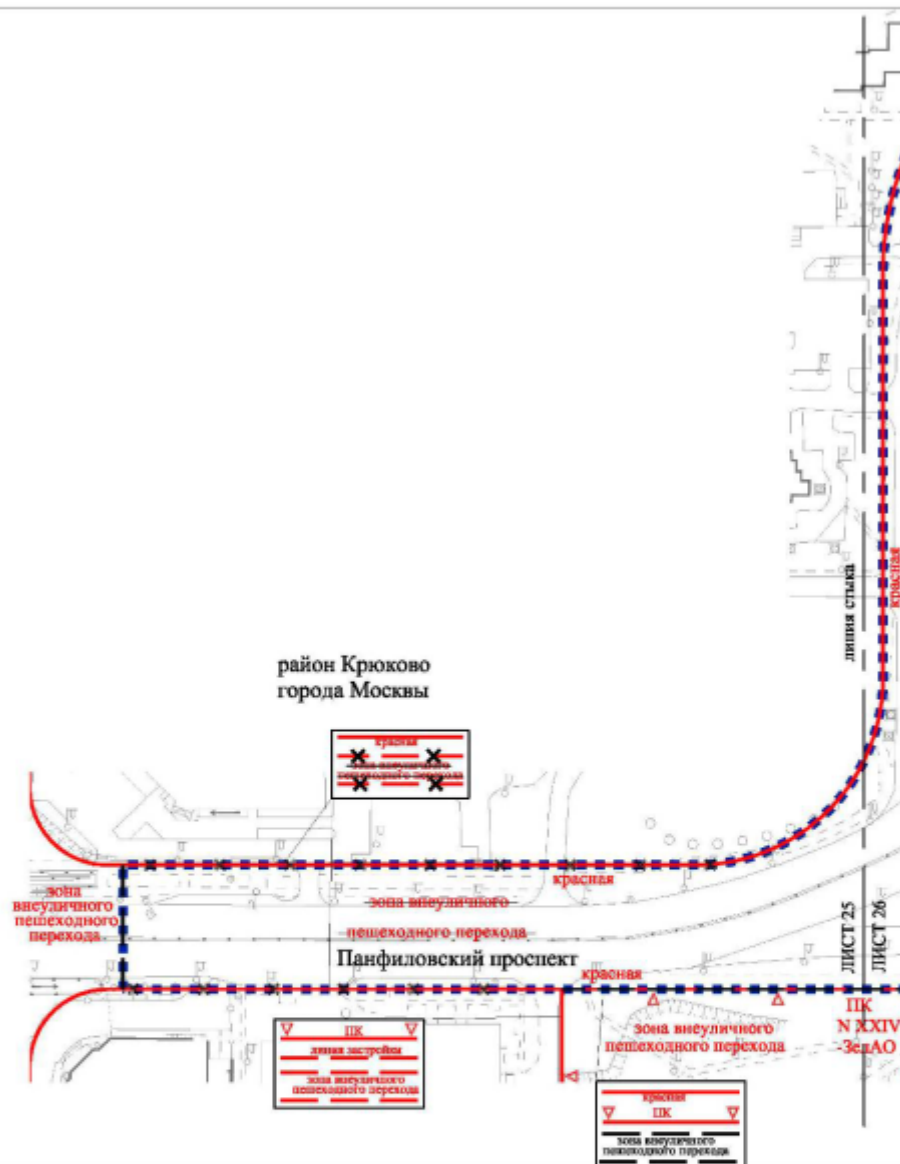 красная
линия стыка
район Крюково
города Москвы
красная
зона внеуличного
пешеходного перехода
красная
зона
внеуличного
пешеходного
перехода
зона внеуличного
пешеходного перехода
Панфиловский проспект
красная
ЛИСТ 25
ЛИСТ 26
ПК
N XXIV
-ЗелАО
зона внеуличного
пешеходного перехода
ПК
линия застройки
зона внеуличного
пешеходного перехода
красная
ПК
зона внеуличного
пешеходного перехода